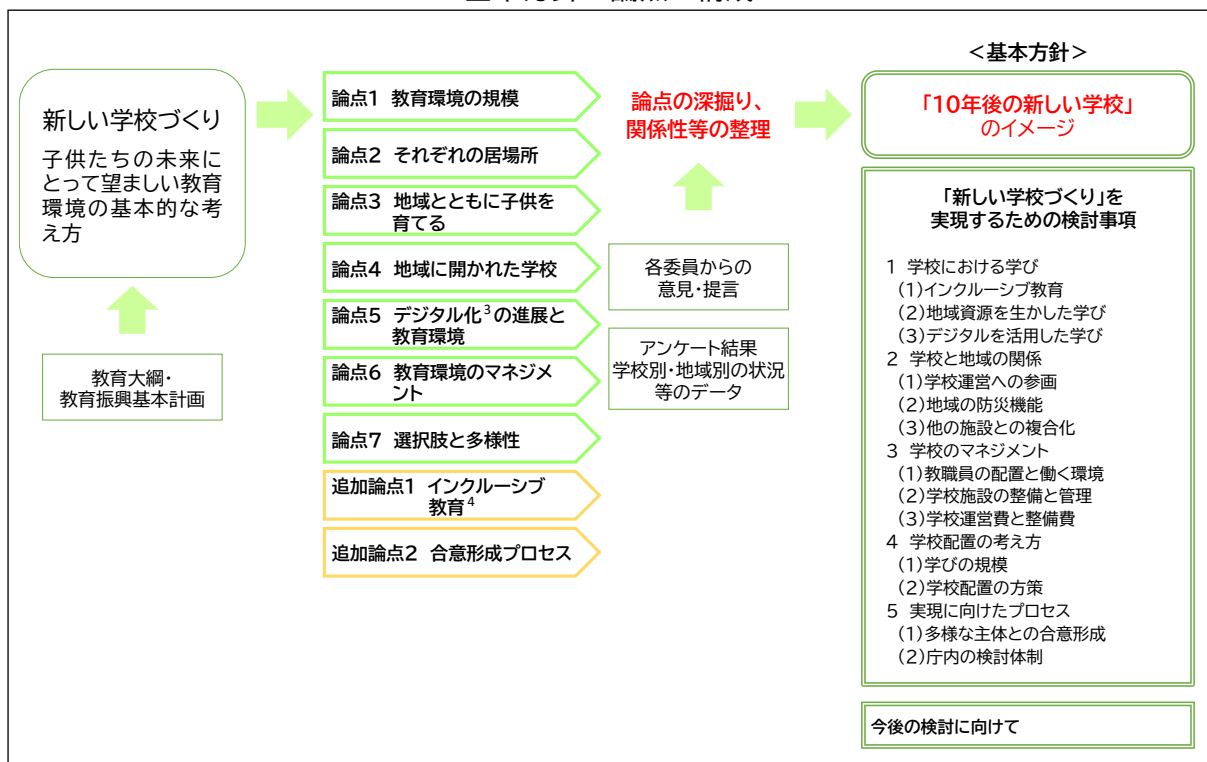 新しい学校づくり
子供たちの未来に
とって望ましい教育
環境の基本的な考
え方
教育大綱・
教育振興基本計画
論点1 教育環境の規模
論点2 それぞれの居場所
論点3 地域とともに子供を
育てる
論点4 地域に開かれた学校
論点5 デジタル化3の進展と
教育環境
論点6 教育環境のマネジメ
ント
論点7 選択肢と多様性
追加論点1 インクルーシブ
教育4
追加論点2 合意形成プロセス
論点の深掘り、
関係性等の整理
各委員からの
意見・提言
アンケート結果
学校別・地域別の状況
等のデータ
<基本方針>
「10年後の新しい学校」
のイメージ
「新しい学校づくり」を
実現するための検討事項
1 学校における学び
(1)インクルーシブ教育
(2)地域資源を生かした学び
(3)デジタルを活用した学び
2 学校と地域の関係
(1)学校運営への参画
(2)地域の防災機能
(3)他の施設との複合化
3 学校のマネジメント
(1)教職員の配置と働く環境
(2)学校施設の整備と管理
(3)学校運営費と整備費
4 学校配置の考え方
(1)学びの規模
(2)学校配置の方策
5 実現に向けたプロセス
(1)多様な主体との合意形成
(2)庁内の検討体制
今後の検討に向けて